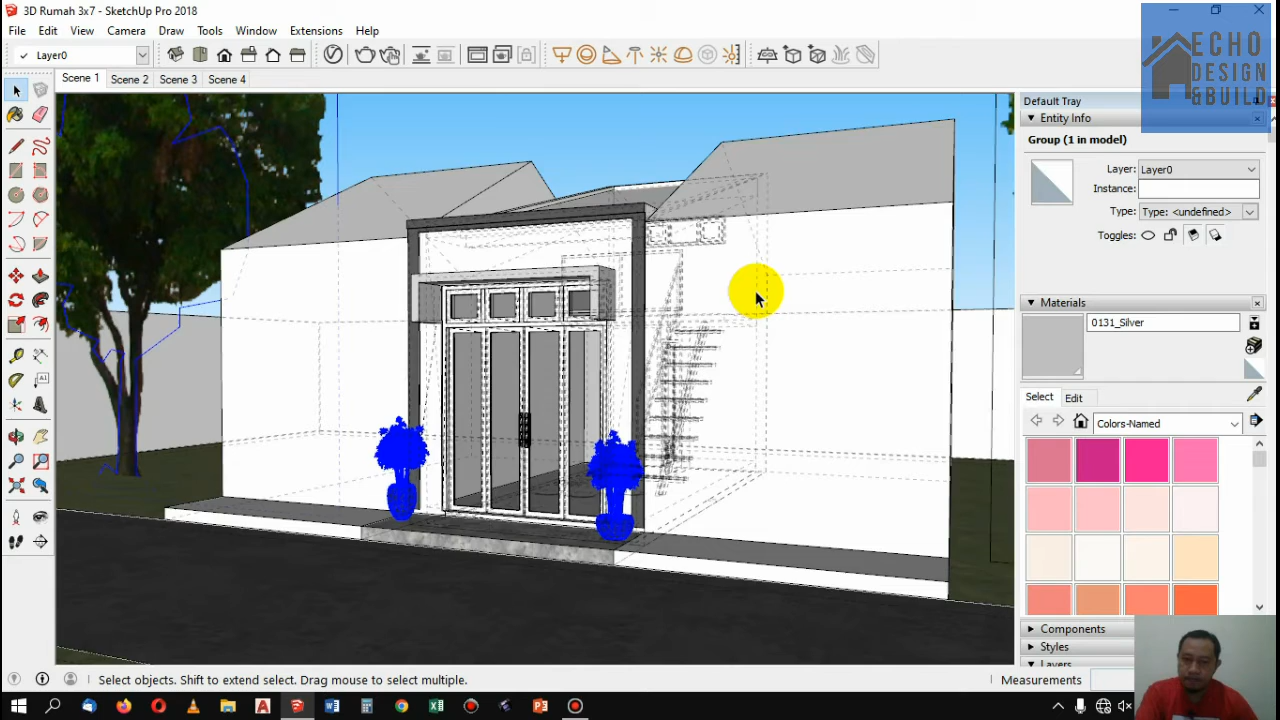 3D Rumah 3x7 - SketchUp Pro 2018
File Edit View Camera Draw Tools Window Extensions Help
Layer0
Scene 1 Scene 2 Scene 3 Scene 4
ECHO
DESIGN
&BUILD
Default Tray
Entity Info
Group (1 in model)
Layer: Layer0
Instance:
Type: Type: <undefined>
Toggles:
Materials
0131_Silver
Select Edit
Colors-Named
Components
Styles
Layers
Select objects. Shift to extend select. Drag mouse to select multiple.
Measurements